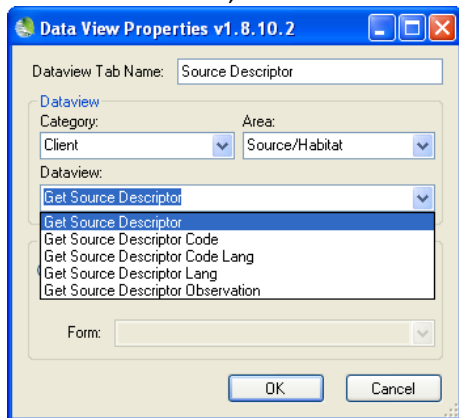 Data View Properties v1.8.10.2
Dataview Tab Name: Source Descriptor
Dataview
Category: Area:
Client Source/Habitat
Dataview:
Get Source Descriptor
Get Source Descriptor
Get Source Descriptor Code
Get Source Descriptor Code Lang
Get Source Descriptor Lang
Get Source Descriptor Observation
Form:
OK Cancel